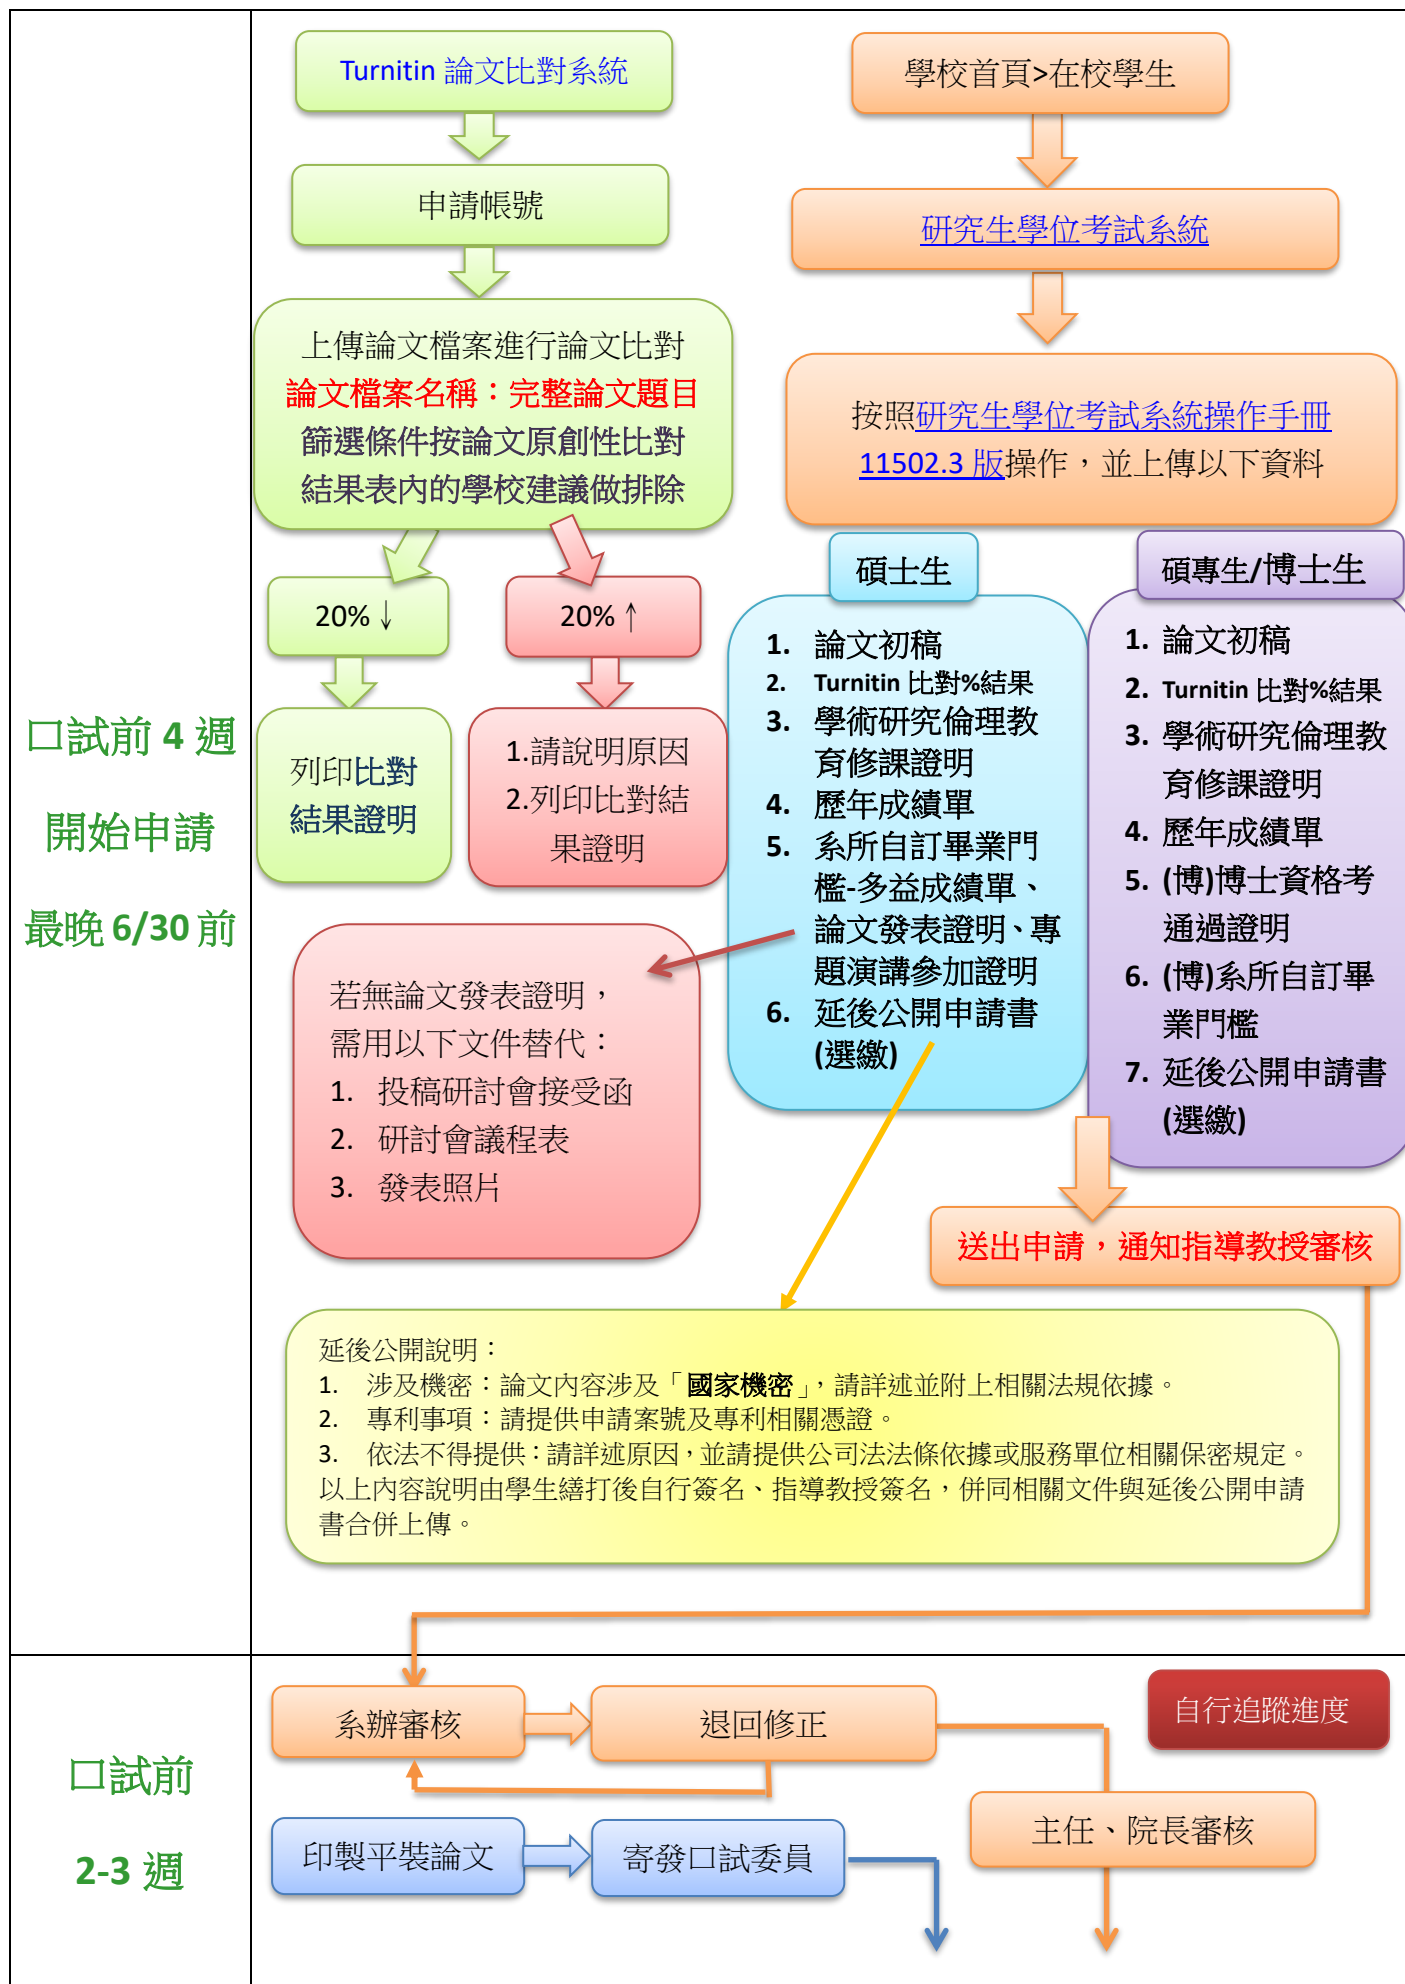 口試前 4 週
開始申請
最晚 6/30 前
Turnitin 論文比對系統
申請帳號
上傳論文檔案進行論文比對
論文檔案名稱：完整論文題目
篩選條件按論文原創性比對
結果表內的學校建議做排除
20%↓
20%↑
列印比對
結果證明
1.請說明原因
2.列印比對結
果證明
學校首頁>在校學生
研究生學位考試系統
按照研究生學位考試系統操作手冊
11502.3 版操作，並上傳以下資料
碩士生
1. 論文初稿
2. Turnitin 比對%結果
3. 學術研究倫理教
育修課證明
4. 歷年成績單
5. 系所自訂畢業門
檻-多益成績單、
論文發表證明、專
題演講參加證明
6. 延後公開申請書
(選繳)
碩專生/博士生
1. 論文初稿
2. Turnitin 比對%結果
3. 學術研究倫理教
育修課證明
4. 歷年成績單
5. (博)博士資格考
通過證明
6. (博)系所自訂畢
業門檻
7. 延後公開申請書
(選繳)
若無論文發表證明，
需用以下文件替代：
1. 投稿研討會接受函
2. 研討會議程表
3. 發表照片
送出申請，通知指導教授審核
延後公開說明：
1. 涉及機密：論文內容涉及「國家機密」，請詳述並附上相關法規依據。
2. 專利事項：請提供申請案號及專利相關憑證。
3. 依法不得提供：請詳述原因，並請提供公司法法條依據或服務單位相關保密規定。
以上內容說明由學生繕打後自行簽名、指導教授簽名，併同相關文件與延後公開申請
書合併上傳。
口試前
2-3 週
系辦審核
退回修正
自行追蹤進度
主任、院長審核
印製平裝論文
寄發口試委員